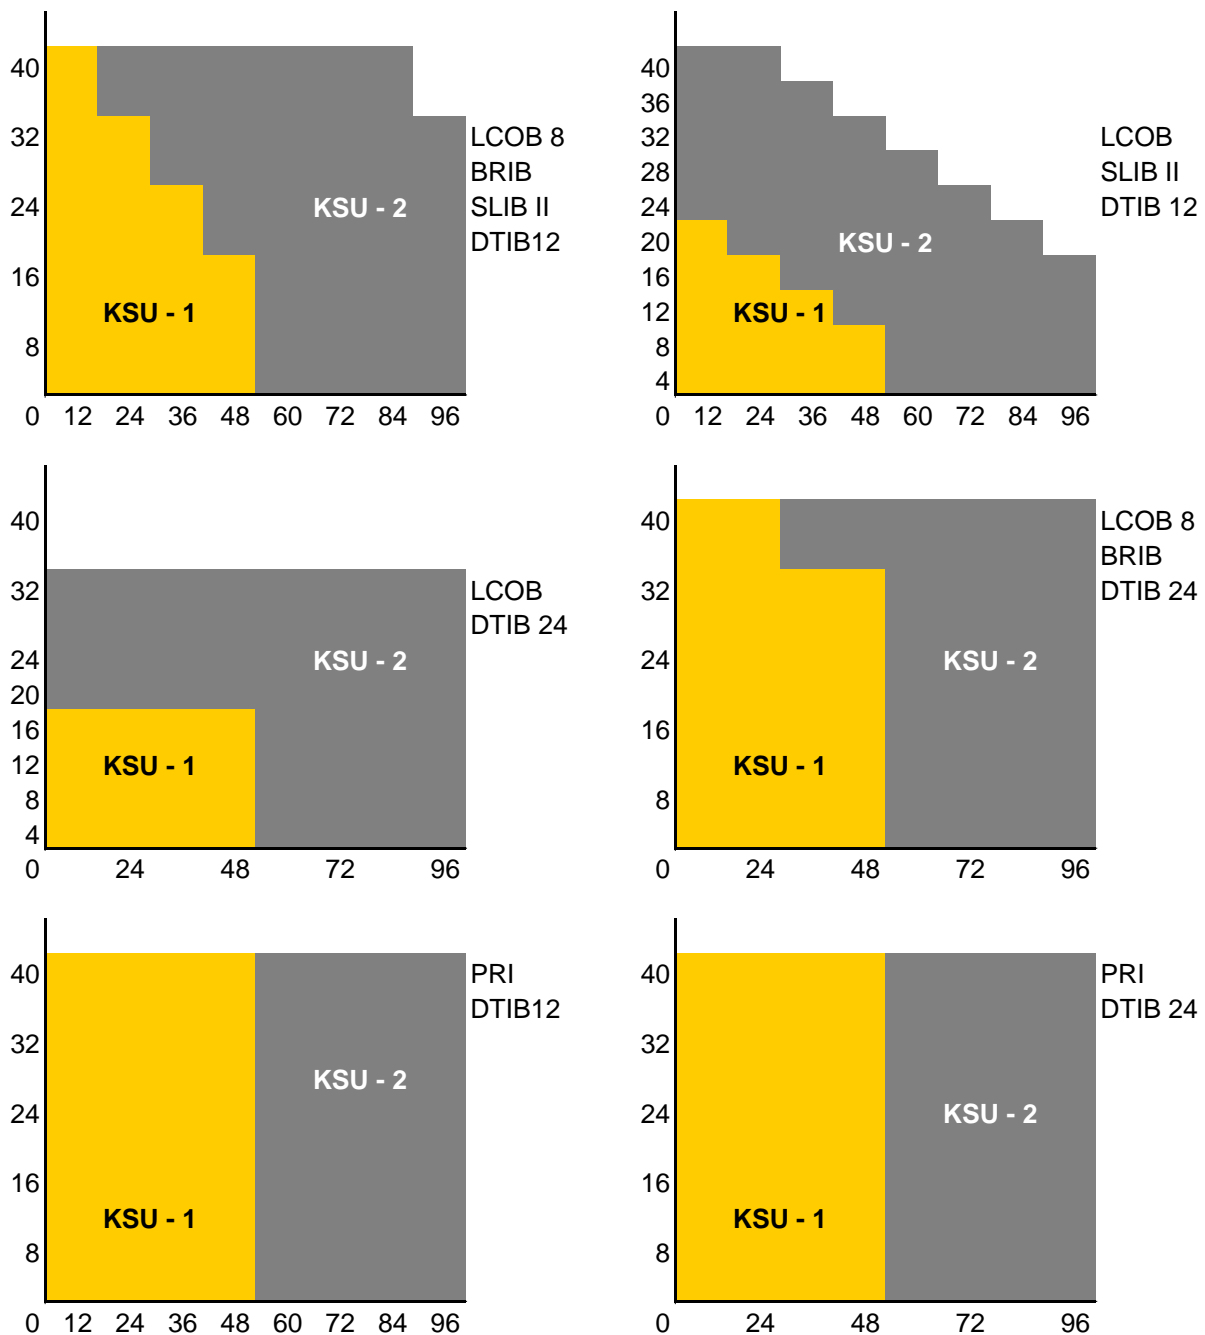 40
32
24
16
8
0 12 24 36 48 60 72 84 96
KSU - 1
KSU - 2
LCOB 8
BRIB
SLIB II
DTIB12
40
36
32
28
24
20
16
12
8
4
0 12 24 36 48 60 72 84 96
KSU - 1
KSU - 2
LCOB
SLIB II
DTIB 12
40
32
24
20
16
12
8
4
0 24 48 72 96
KSU - 1
KSU - 2
LCOB
DTIB 24
40
32
24
16
8
0 24 48 72 96
KSU - 1
KSU - 2
LCOB 8
BRIB
DTIB 24
40
32
24
16
8
0 12 24 36 48 60 72 84 96
KSU - 1
KSU - 2
PRI
DTIB12
40
32
24
16
8
0 24 48 72 96
KSU - 1
KSU - 2
PRI
DTIB 24